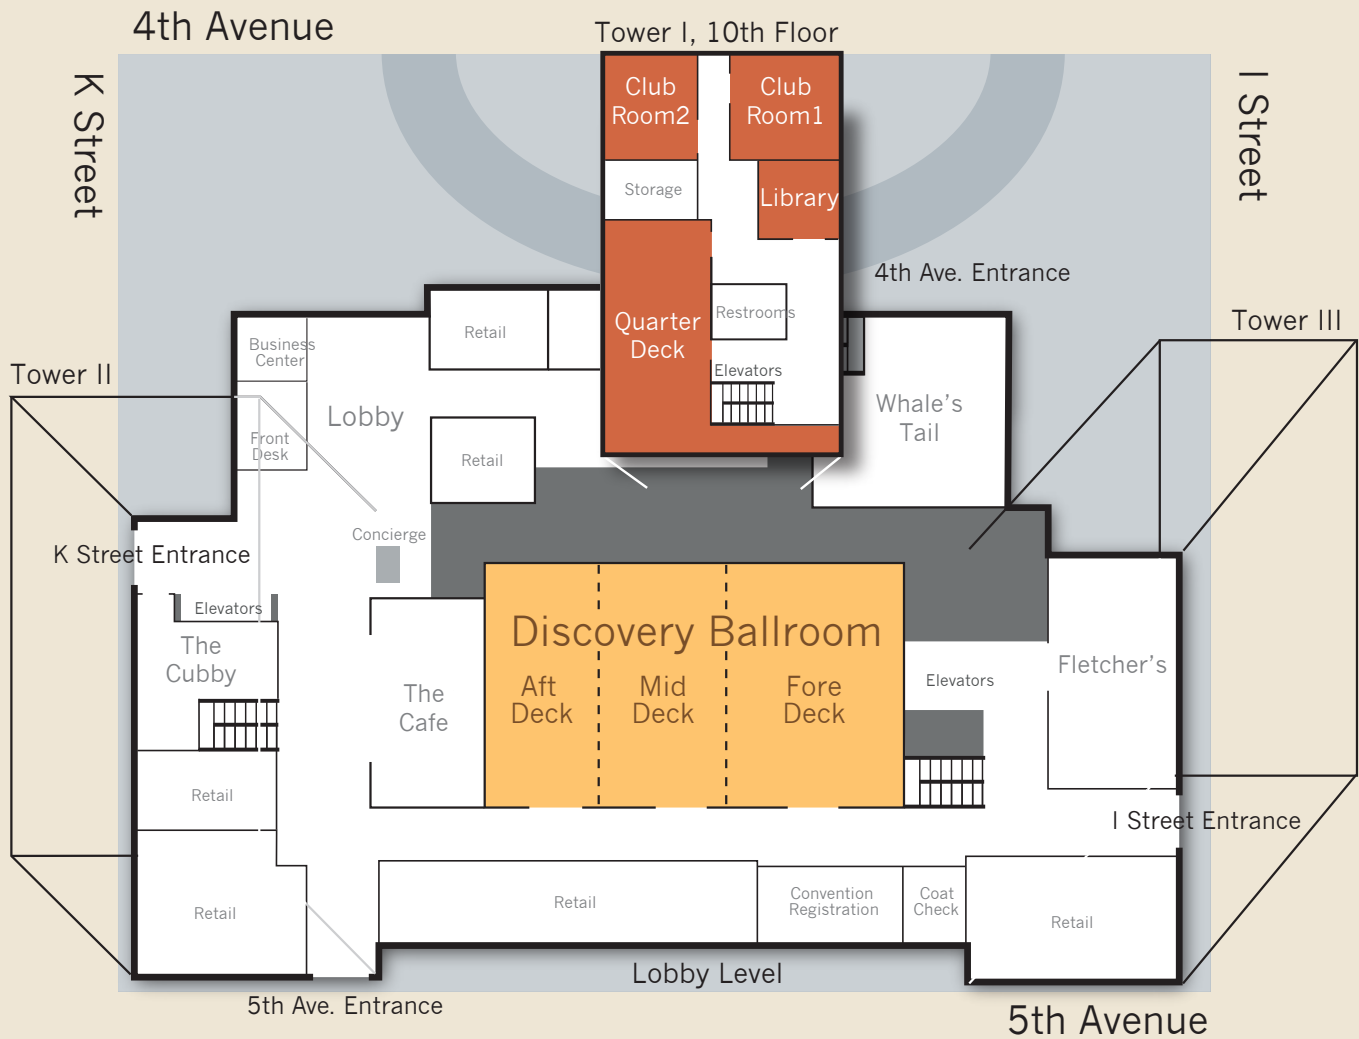 4th Avenue
Tower I, 10th Floor
K Street
I Street
Club
Room2
Club
Room1
Storage
Library
4th Ave. Entrance
Quarter
Deck
Restrooms
Elevators
Tower III
Retail
Business
Center
Tower II
Lobby
Whale's
Tail
Front
Desk
Retail
Concierge
K Street Entrance
Elevators
The
Cubby
Discovery Ballroom
Aft
Deck
Mid
Deck
Fore
Deck
The
Cafe
Elevators
Fletcher's
Retail
I Street Entrance
Retail
Retail
Convention
Registration
Coat
Check
Retail
Lobby Level
5th Ave. Entrance
5th Avenue